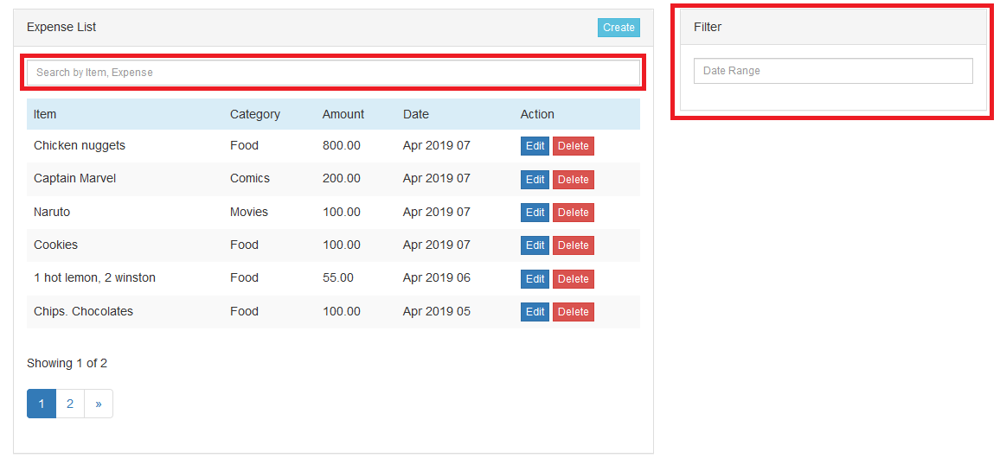 Expense List Create
Search by Item, Expense
Item Category Amount Date Action
Chicken nuggets Food 800.00 Apr 2019 07 Edit Delete
Captain Marvel Comics 200.00 Apr 2019 07 Edit Delete
Naruto Movies 100.00 Apr 2019 07 Edit Delete
Cookies Food 100.00 Apr 2019 07 Edit Delete
1 hot lemon, 2 winston Food 55.00 Apr 2019 06 Edit Delete
Chips. Chocolates Food 100.00 Apr 2019 05 Edit Delete
Showing 1 of 2
1 2 »
Filter
Date Range